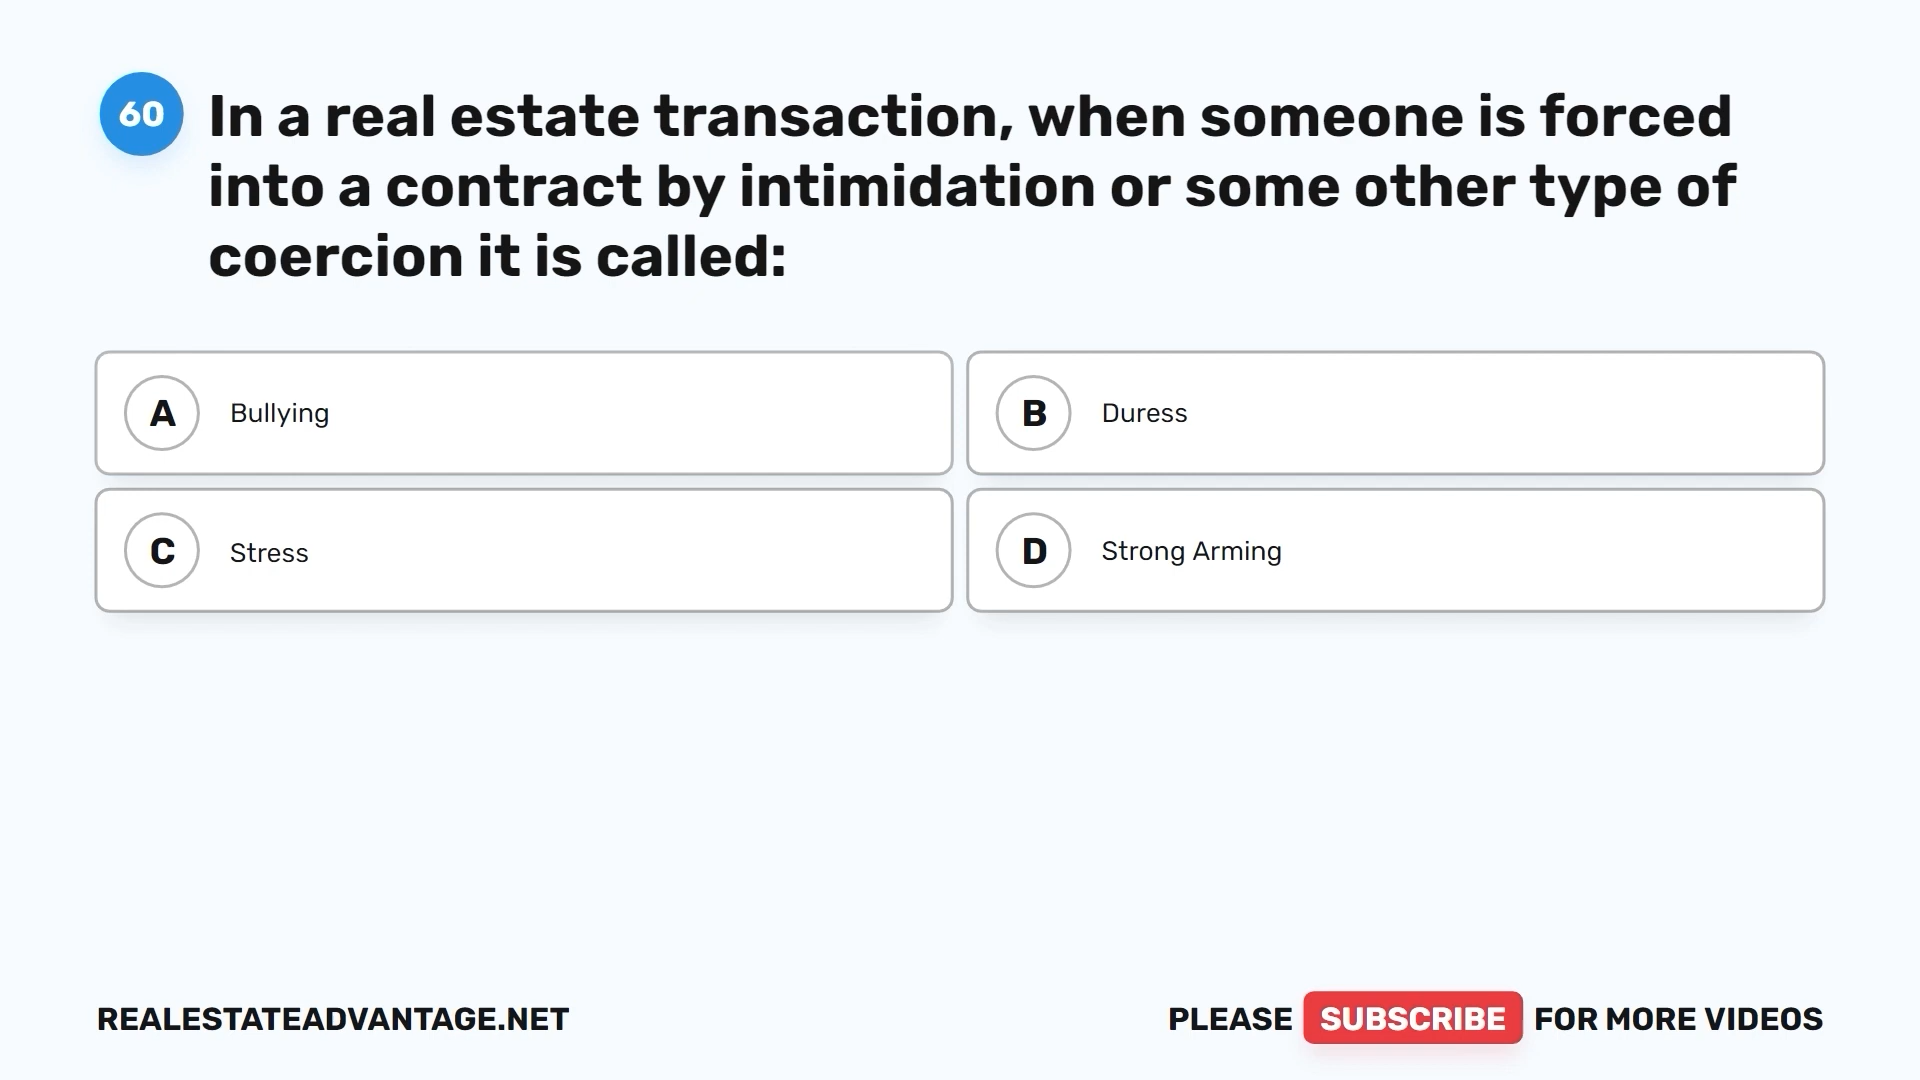 60
In a real estate transaction, when someone is forced
into a contract by intimidation or some other type of
coercion it is called:
A Bullying
B Duress
C Stress
D Strong Arming
REALESTATEADVANTAGE.NET
PLEASE SUBSCRIBE FOR MORE VIDEOS